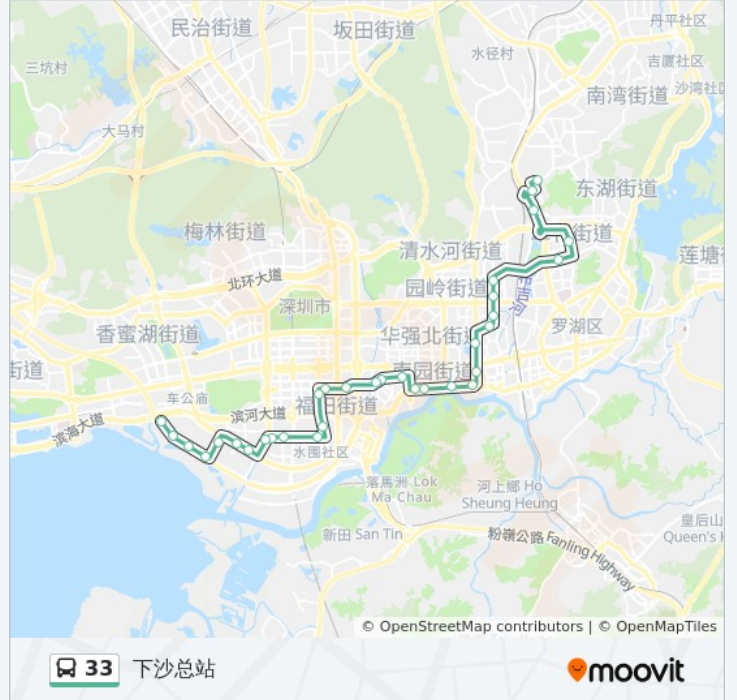 民治街道
坂田街道
丹平社区
水径村
吉厦社区
三坑村
南湾街道
沙湾社区
大马村
东湖街道
梅林街道
街道
清水河街道
莲塘
北环大道
园岭街道
深圳市
香蜜湖街道
华强北街道
罗湖区
街道
南园街道
车公庙
福田街道
滨河大道
滨海大道
水围社区
落馬洲 Lok
Ma Chau
河上鄉 Ho
Sheung Heung
新田 San Tin
粉嶺公路 Fanling Highway
皇后山
Queen's
© OpenStreetMap contributors | © OpenMapTiles
33 下沙总站
moovit